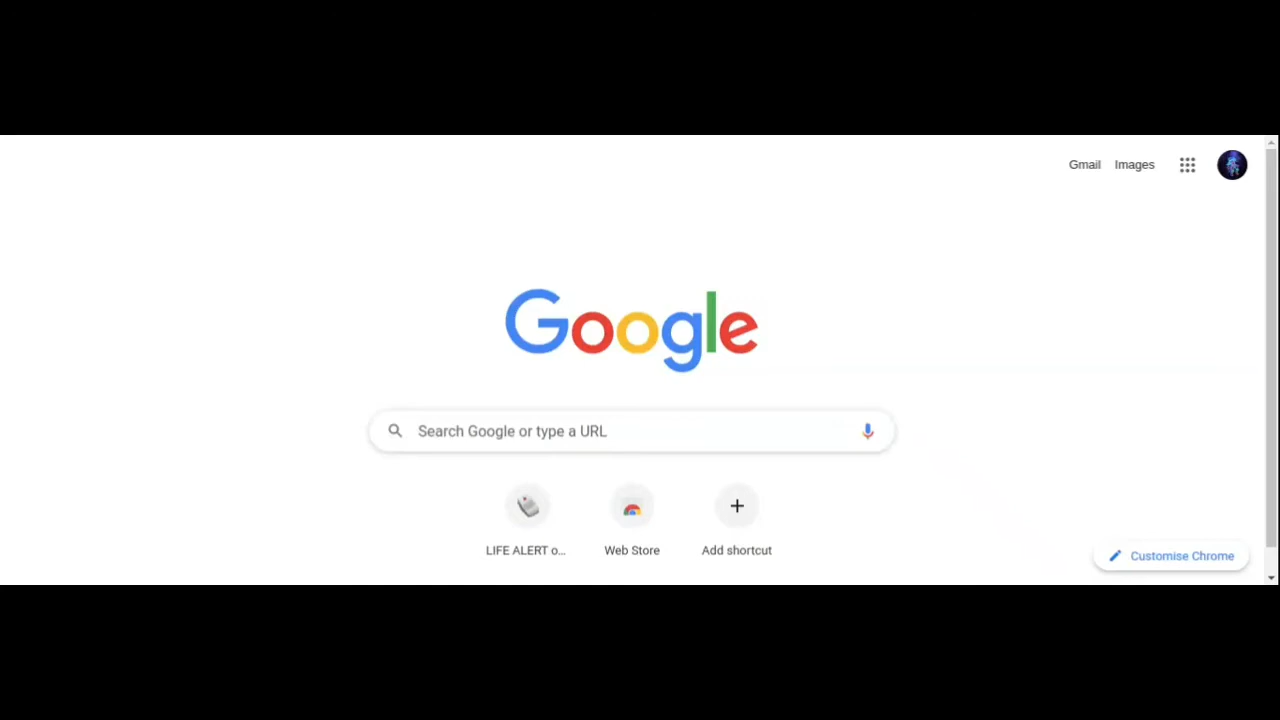 Gmail Images
Google
Search Google or type a URL
LIFE ALERT o... Web Store Add shortcut
Customise Chrome